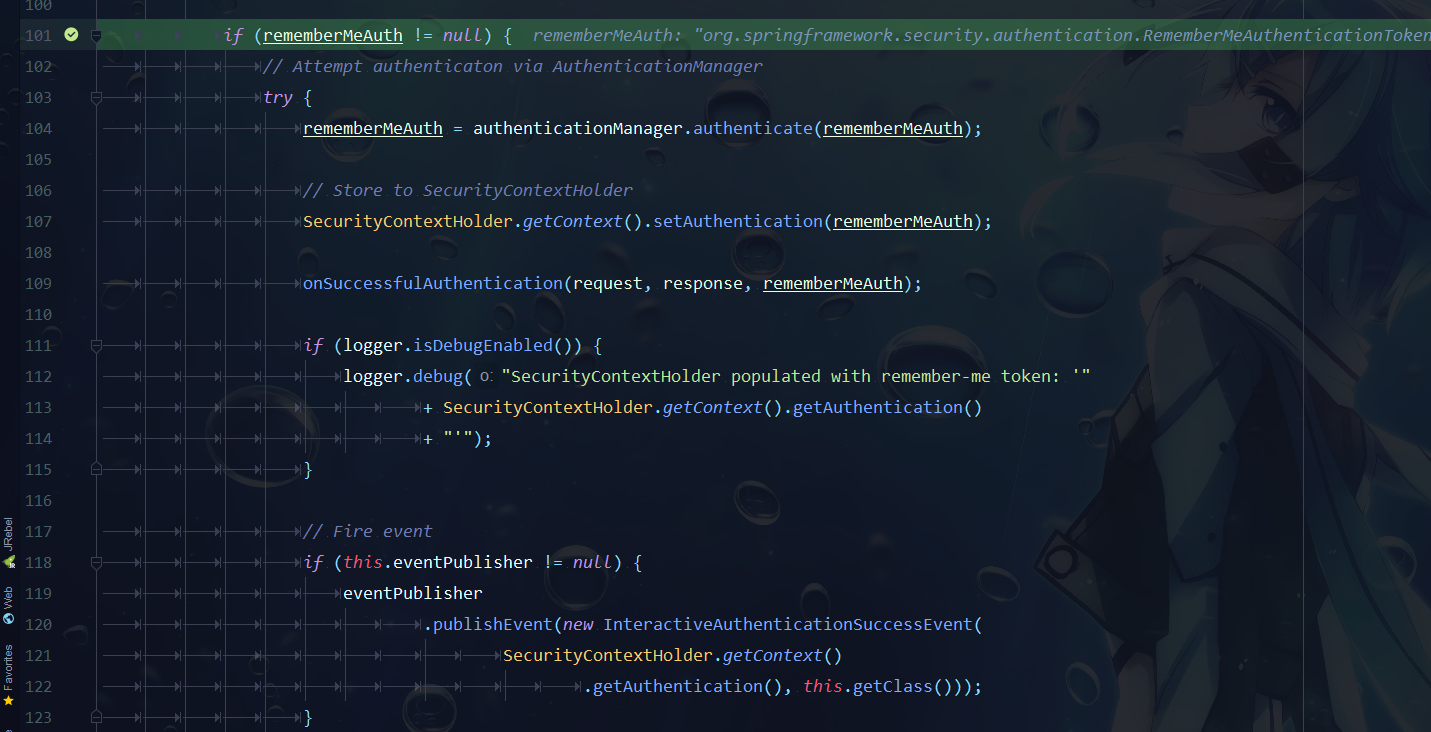 100
101 if (rememberMeAuth != null) { rememberMeAuth: "org.springframework.security.authentication.RememberMeAuthenticationToken
102 // Attempt authenticaton via AuthenticationManager
103 try {
104 rememberMeAuth = authenticationManager.authenticate(rememberMeAuth);
105
106 // Store to SecurityContextHolder
107 SecurityContextHolder.getContext().setAuthentication(rememberMeAuth);
108
109 onSuccessfulAuthentication(request, response, rememberMeAuth);
110
111 if (logger.isDebugEnabled()) {
112 logger.debug( o: "SecurityContextHolder populated with remember-me token: '"
113 + SecurityContextHolder.getContext().getAuthentication()
114 + "'");
115 }
116
117 // Fire event
118 if (this.eventPublisher != null) {
119 eventPublisher
120 .publishEvent(new InteractiveAuthenticationSuccessEvent(
121 SecurityContextHolder.getContext()
122 .getAuthentication(), this.getClass()));
123 }
JRebel
Web
Favorites